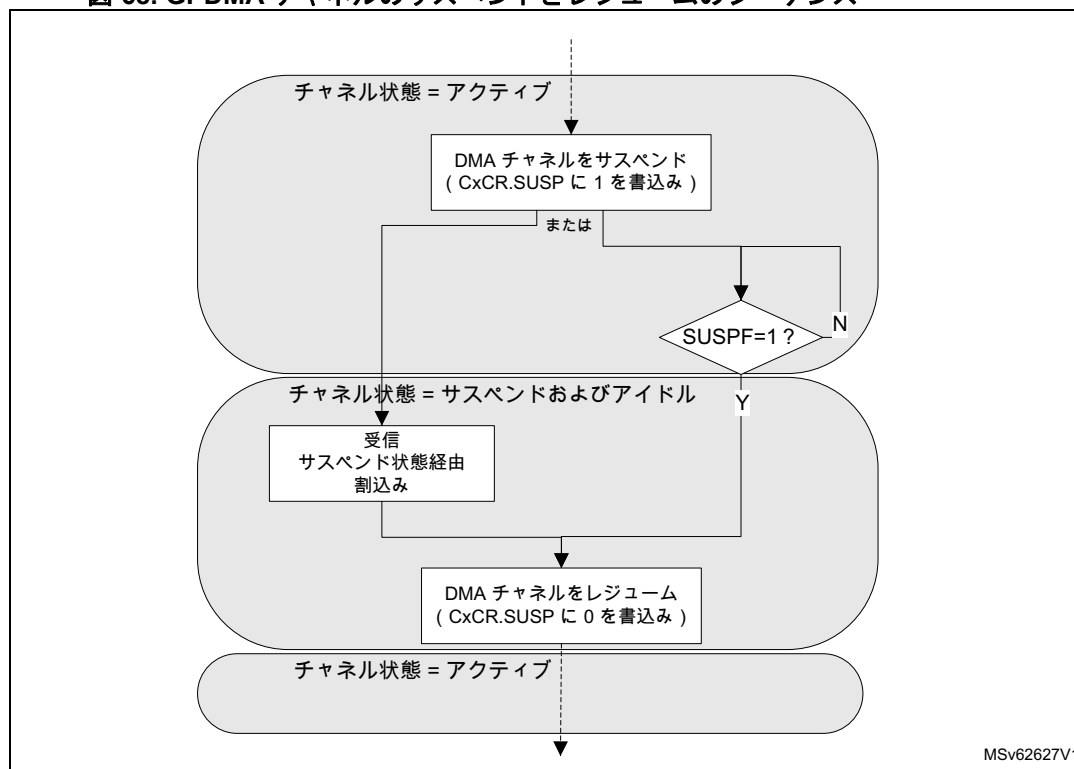 チャネル状態 = アクティブ
DMA チャネルをサスペンド
( CxCR.SUSP に 1 を書込み )
または
SUSPF=1 ?
N
チャネル状態 = サスペンドおよびアイドル
Y
受信
サスペンド状態経由
割込み
DMA チャネルをレジューム
( CxCR.SUSP に 0 を書込み )
チャネル状態 = アクティブ
MSv62627V1